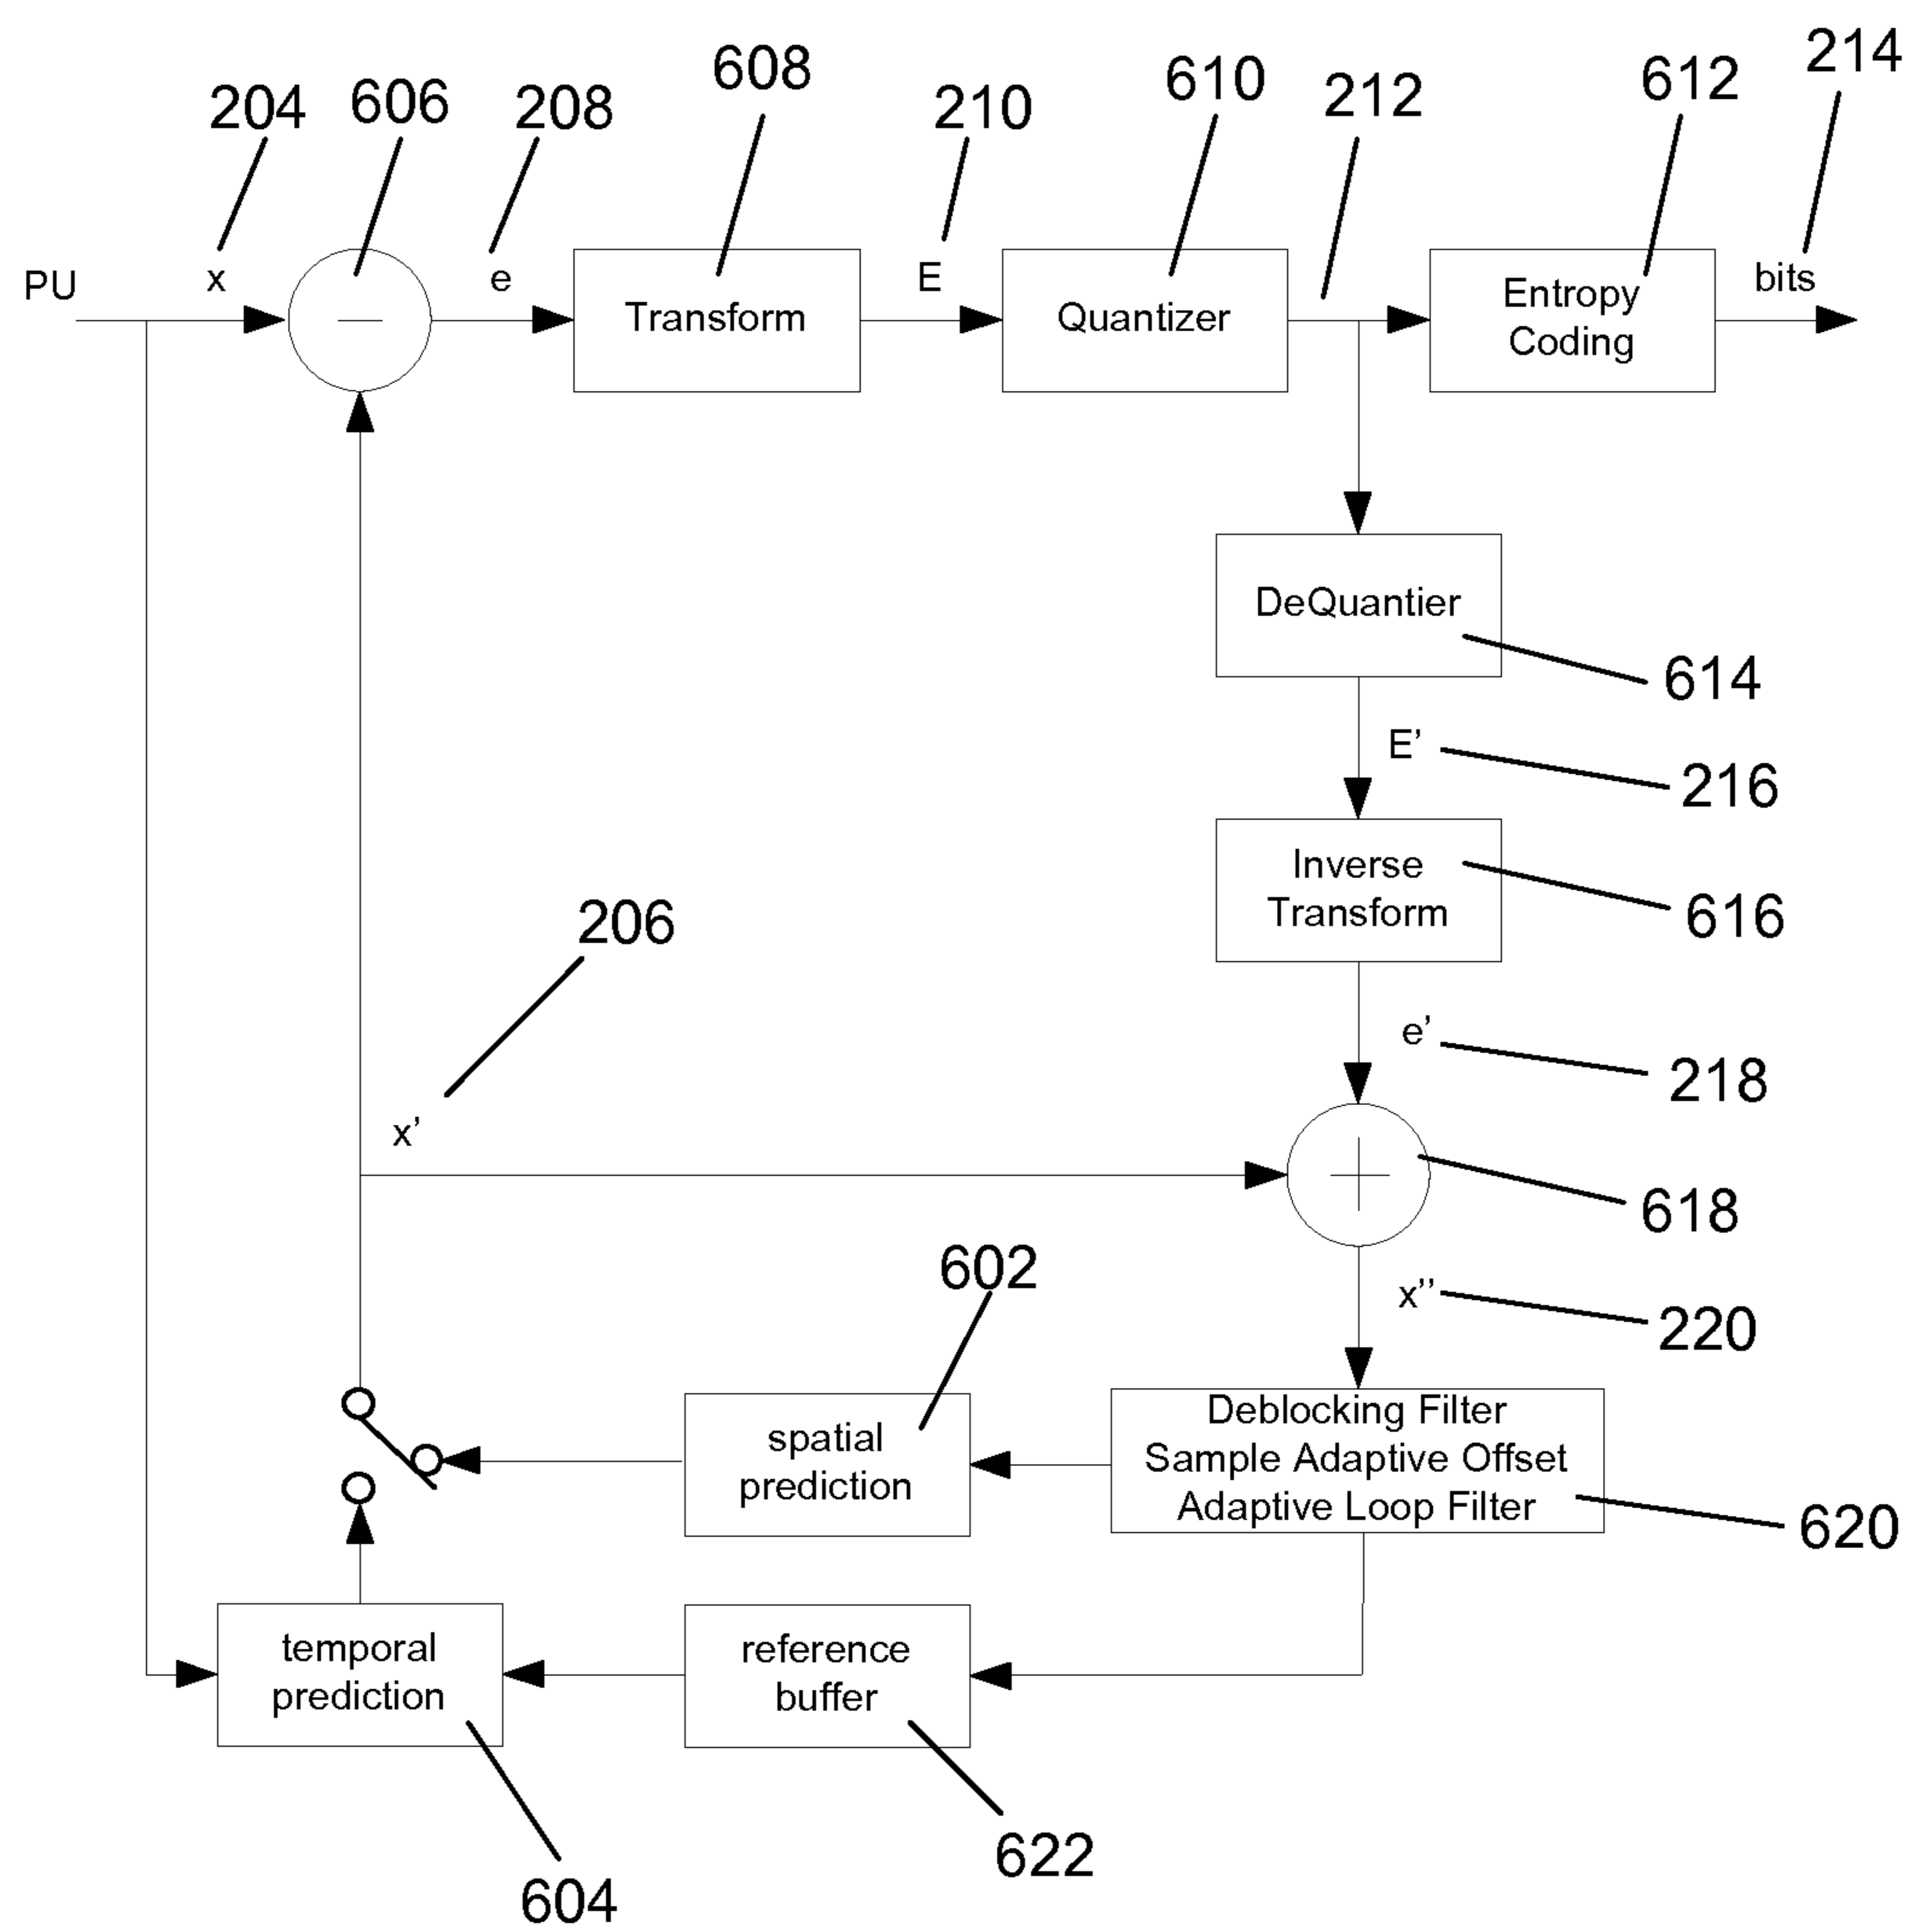 204
606
208
608
210
610
212
612
214
PU
x
e
Transform
E
Quantizer
Entropy
Coding
bits
DeQuantier
614
E’
216
Inverse
Transform
616
206
e’
218
x’
618
602
x’’
220
spatial
prediction
Deblocking Filter
Sample Adaptive Offset
Adaptive Loop Filter
620
temporal
prediction
reference
buffer
622
604